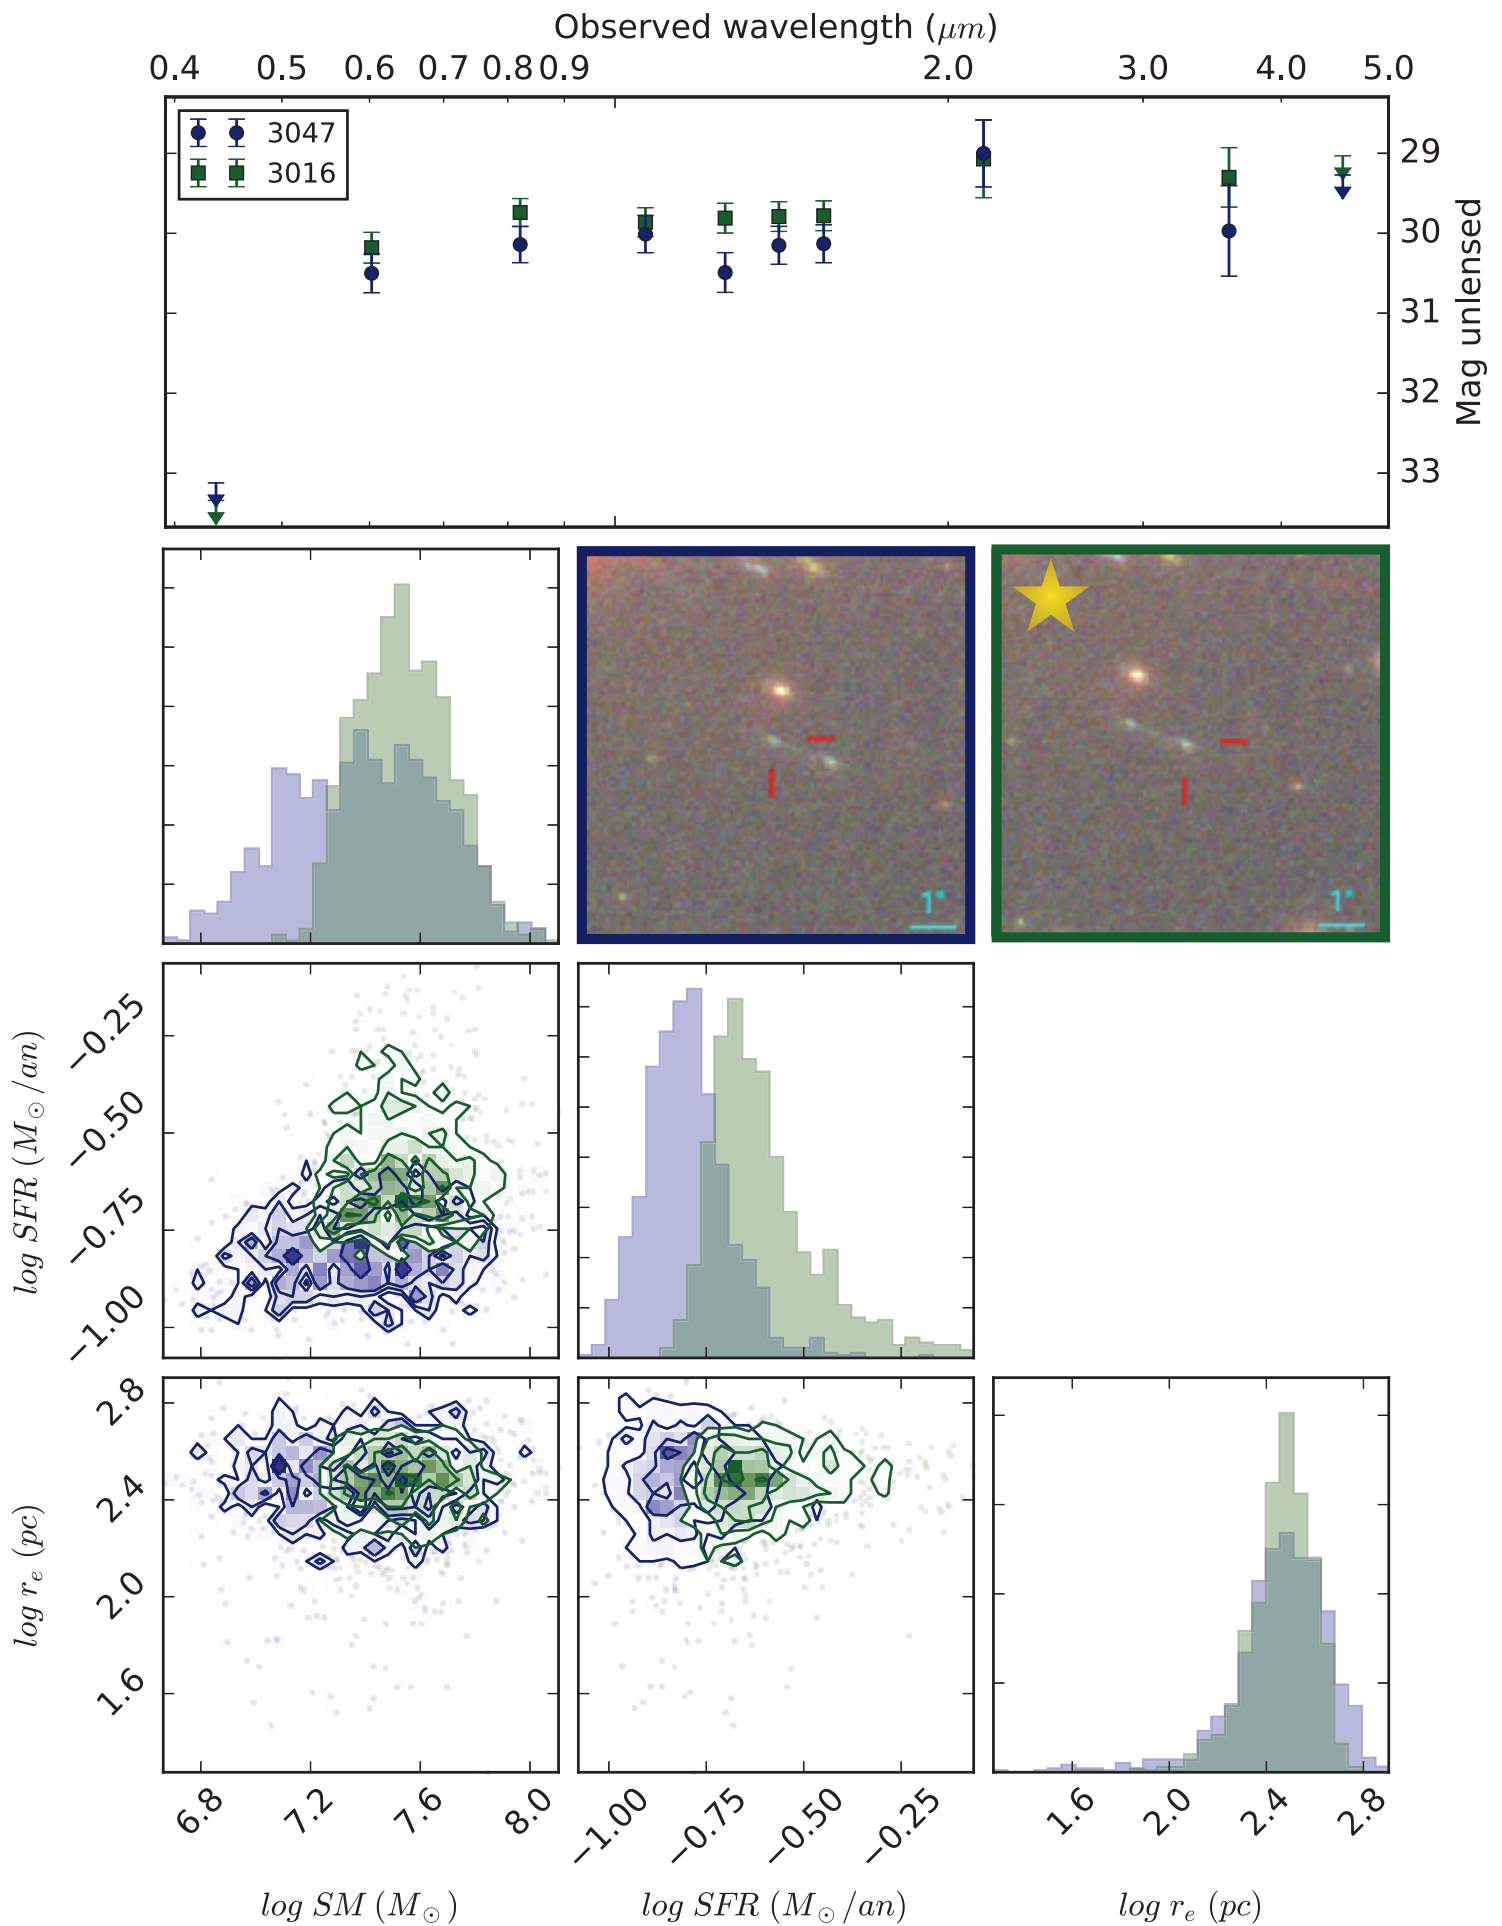 Observed wavelength (μm)
0.4 0.5 0.6 0.7 0.8 0.9 2.0 3.0 4.0 5.0
3047
3016
29
30
31
32
33
Mag unlensed
1"
1"
log SFR (M⊙/an)
−0.25
−0.50
−0.75
−1.00
log r_e (pc)
2.8
2.4
2.0
1.6
6.8 7.2 7.6 8.0
−1.00 −0.75 −0.50 −0.25
1.6 2.0 2.4 2.8
log SM (M⊙)
log SFR (M⊙/an)
log r_e (pc)